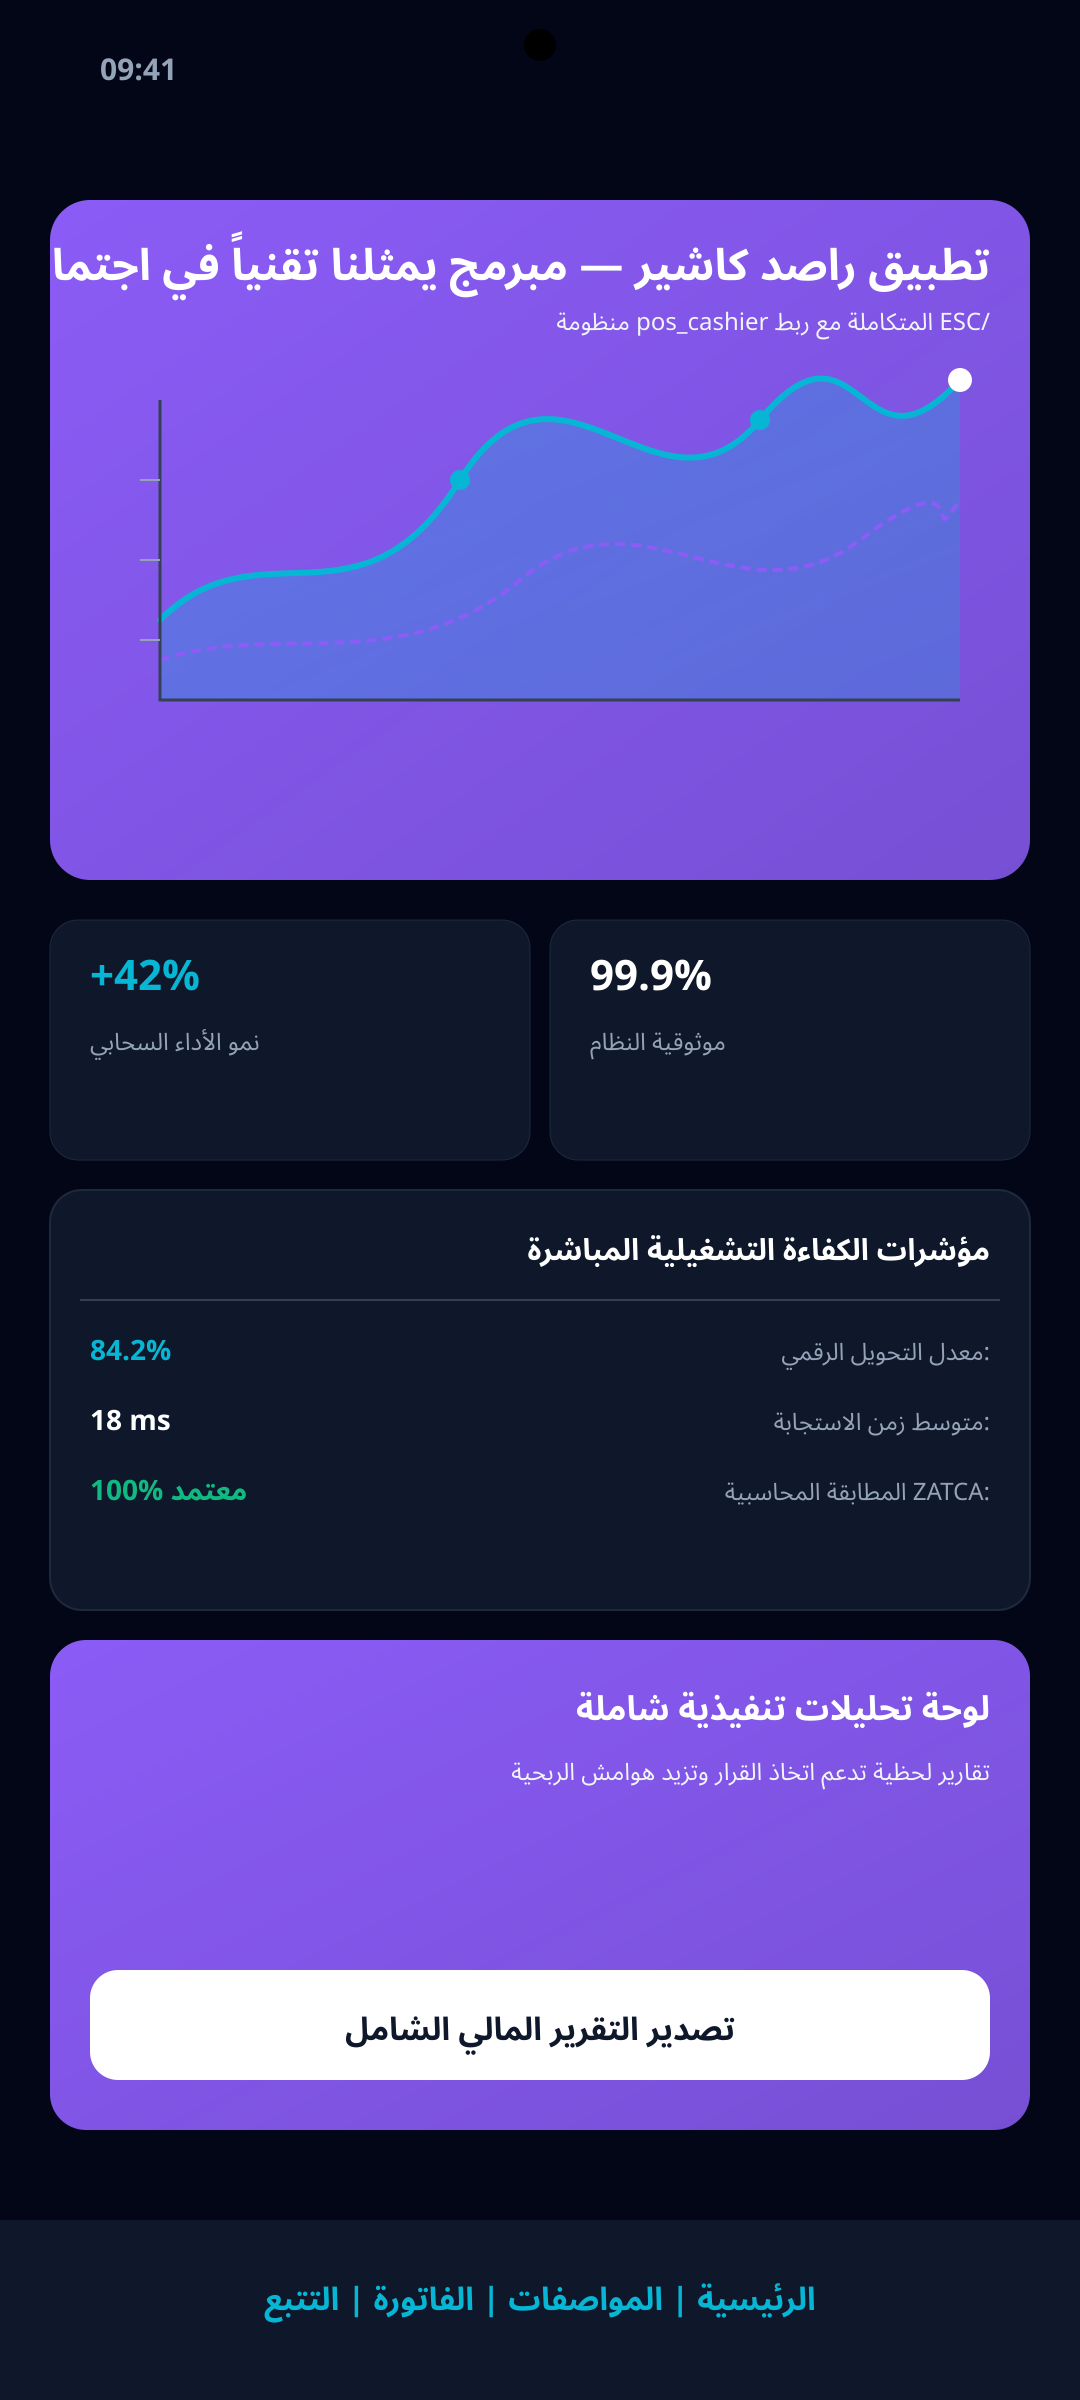 09:41
تطبيق راصد كاشير — مبرمج يمثلنا تقنياً في اجتما
منظومة pos_cashier المتكاملة مع ربط ESC/
+42%
نمو الأداء السحابي
99.9%
موثوقية النظام
مؤشرات الكفاءة التشغيلية المباشرة
معدل التحويل الرقمي:
84.2%
متوسط زمن الاستجابة:
18 ms
المطابقة المحاسبية ZATCA:
100% معتمد
لوحة تحليلات تنفيذية شاملة
تقارير لحظية تدعم اتخاذ القرار وتزيد هوامش الربحية
تصدير التقرير المالي الشامل
الرئيسية | المواصفات | الفاتورة | التتبع